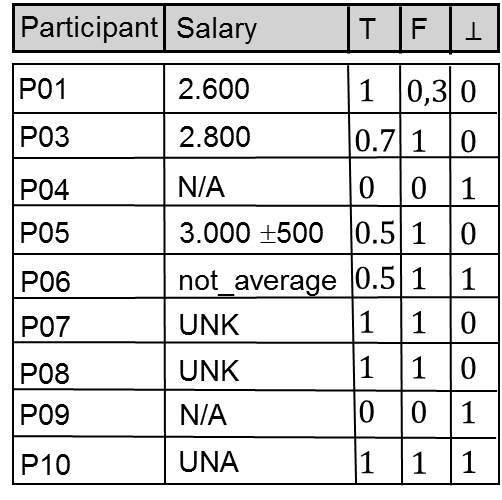 Participant Salary T F ⊥
P01 2.600 1 0,3 0
P03 2.800 0.7 1 0
P04 N/A 0 0 1
P05 3.000 ±500 0.5 1 0
P06 not_average 0.5 1 1
P07 UNK 1 1 0
P08 UNK 1 1 0
P09 N/A 0 0 1
P10 UNA 1 1 1